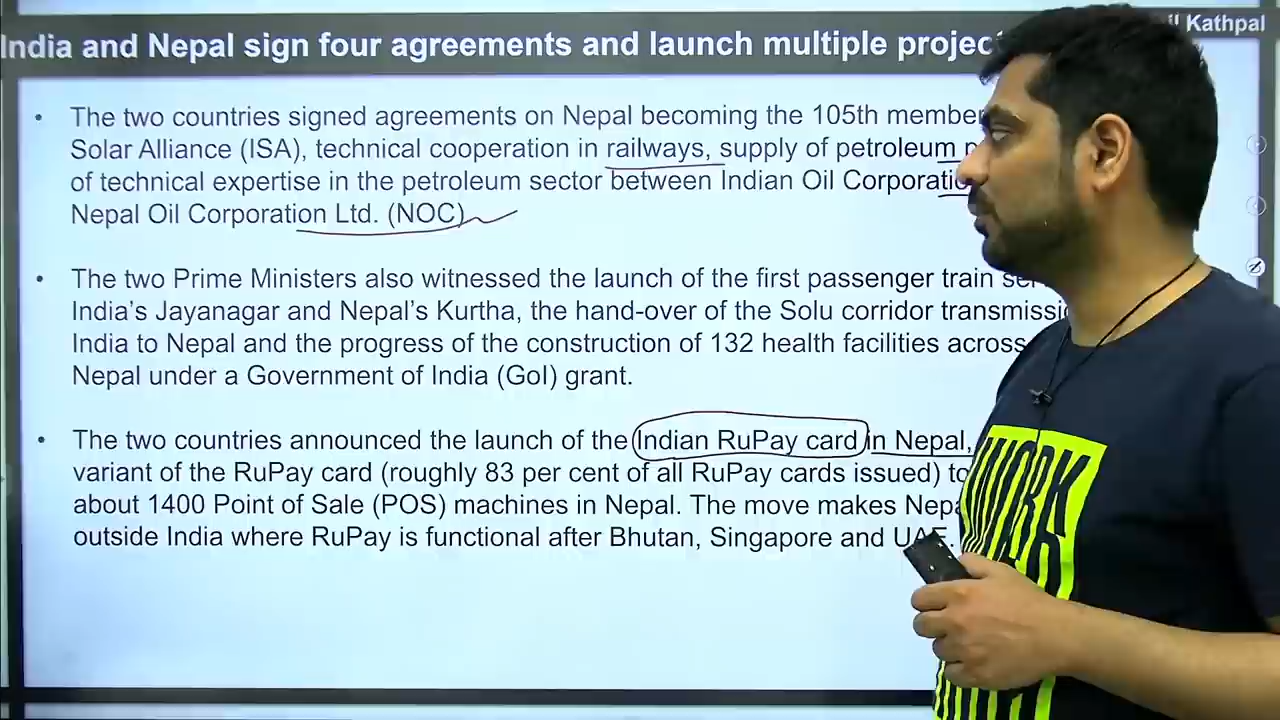 India and Nepal sign four agreements and launch multiple projec
Kathpal
• The two countries signed agreements on Nepal becoming the 105th member
Solar Alliance (ISA), technical cooperation in railways, supply of petroleum
of technical expertise in the petroleum sector between Indian Oil Corporatio
Nepal Oil Corporation Ltd. (NOC)
• The two Prime Ministers also witnessed the launch of the first passenger train se
India’s Jayanagar and Nepal’s Kurtha, the hand-over of the Solu corridor transmissi
India to Nepal and the progress of the construction of 132 health facilities across
Nepal under a Government of India (GoI) grant.
• The two countries announced the launch of the Indian RuPay card in Nepal,
variant of the RuPay card (roughly 83 per cent of all RuPay cards issued) to
about 1400 Point of Sale (POS) machines in Nepal. The move makes Nepa
outside India where RuPay is functional after Bhutan, Singapore and UAE.
WORK